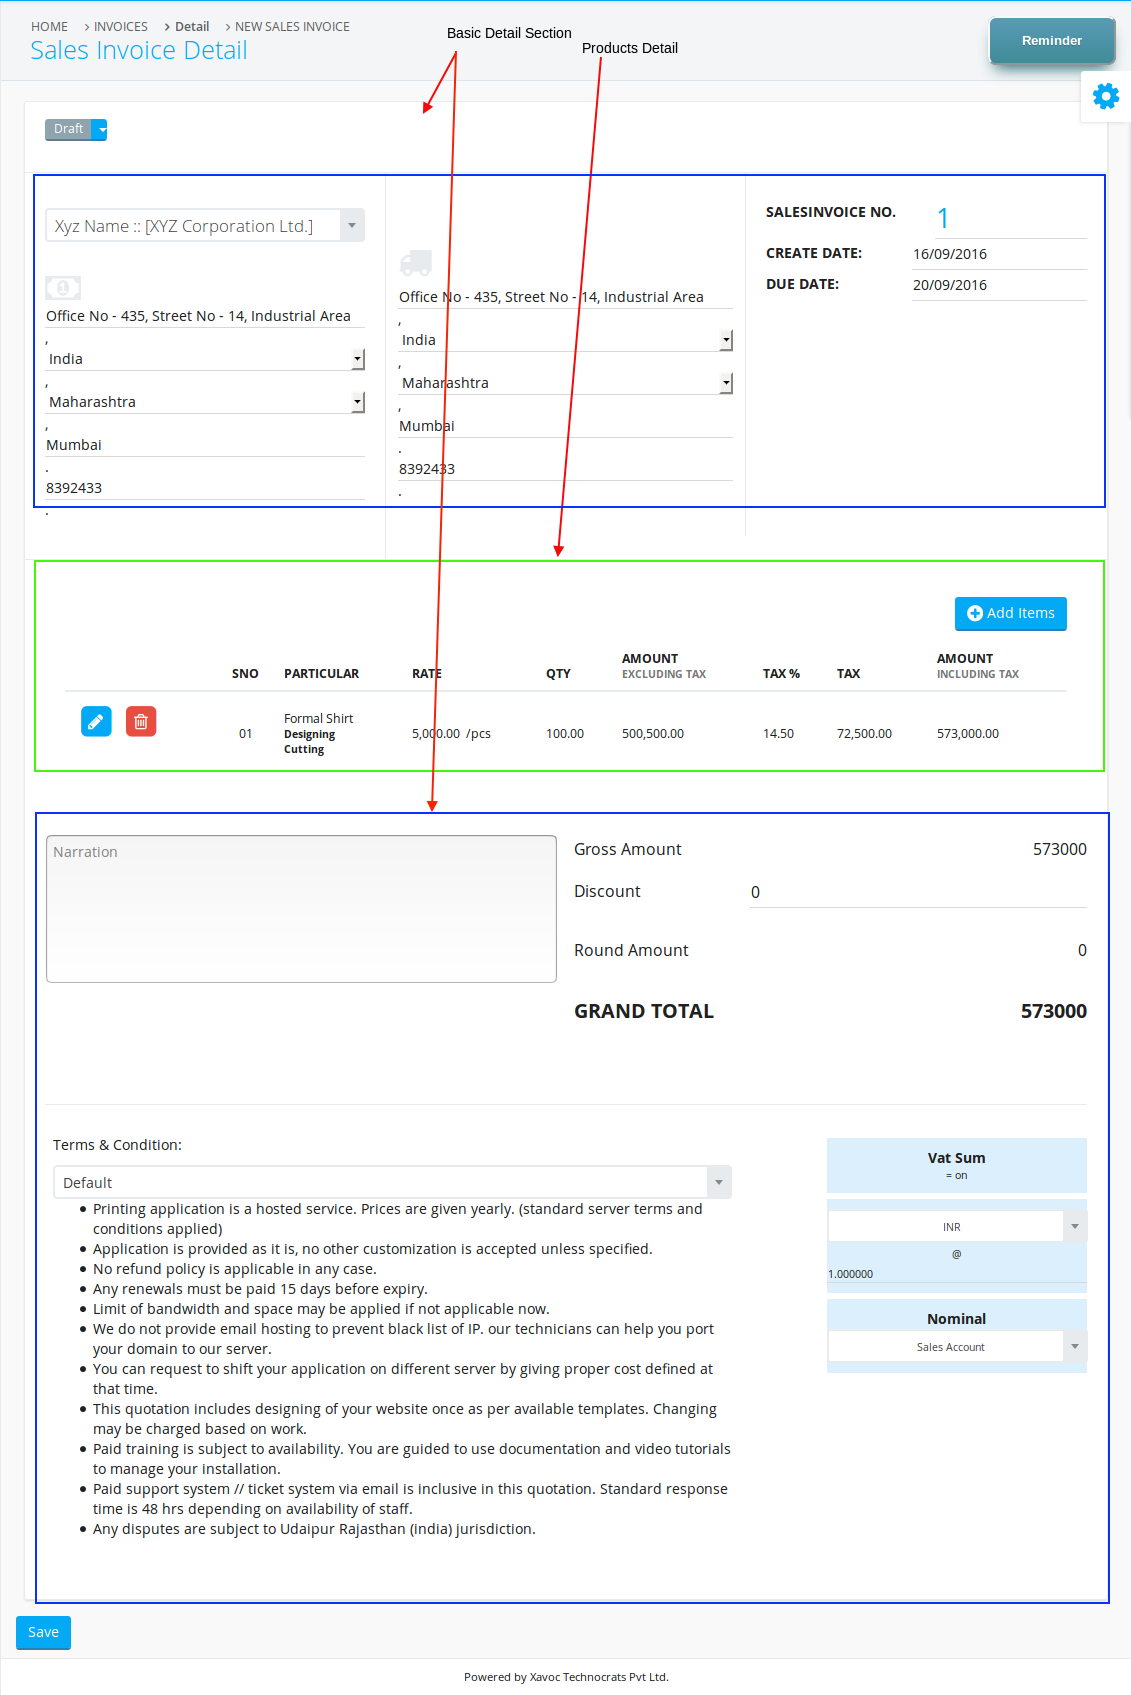 HOME > INVOICES > Detail > NEW SALES INVOICE
Sales Invoice Detail
Basic Detail Section
Products Detail
Reminder
Draft
Xyz Name :: [XYZ Corporation Ltd.]
1
Office No - 435, Street No - 14, Industrial Area
,
India
,
Maharashtra
,
Mumbai
.
8392433
.
Office No - 435, Street No - 14, Industrial Area
,
India
,
Maharashtra
,
Mumbai
.
8392433
.
SALESINVOICE NO. 1
CREATE DATE: 16/09/2016
DUE DATE: 20/09/2016
Add Items
SNO PARTICULAR RATE QTY AMOUNT EXCLUDING TAX TAX % TAX AMOUNT INCLUDING TAX
01 Formal Shirt 5,000.00 /pcs 100.00 500,500.00 14.50 72,500.00 573,000.00
Designing
Cutting
Narration
Gross Amount 573000
Discount 0
Round Amount 0
GRAND TOTAL 573000
Terms & Condition:
Default
• Printing application is a hosted service. Prices are given yearly. (standard server terms and
conditions applied)
• Application is provided as it is, no other customization is accepted unless specified.
• No refund policy is applicable in any case.
• Any renewals must be paid 15 days before expiry.
• Limit of bandwidth and space may be applied if not applicable now.
• We do not provide email hosting to prevent black list of IP. our technicians can help you port
your domain to our server.
• You can request to shift your application on different server by giving proper cost defined at
that time.
• This quotation includes designing of your website once as per available templates. Changing
may be charged based on work.
• Paid training is subject to availability. You are guided to use documentation and video tutorials
to manage your installation.
• Paid support system // ticket system via email is inclusive in this quotation. Standard response
time is 48 hrs depending on availability of staff.
• Any disputes are subject to Udaipur Rajasthan (india) jurisdiction.
Vat Sum
= on
INR
@
1.000000
Nominal
Sales Account
Save
Powered by Xavoc Technocrats Pvt Ltd.